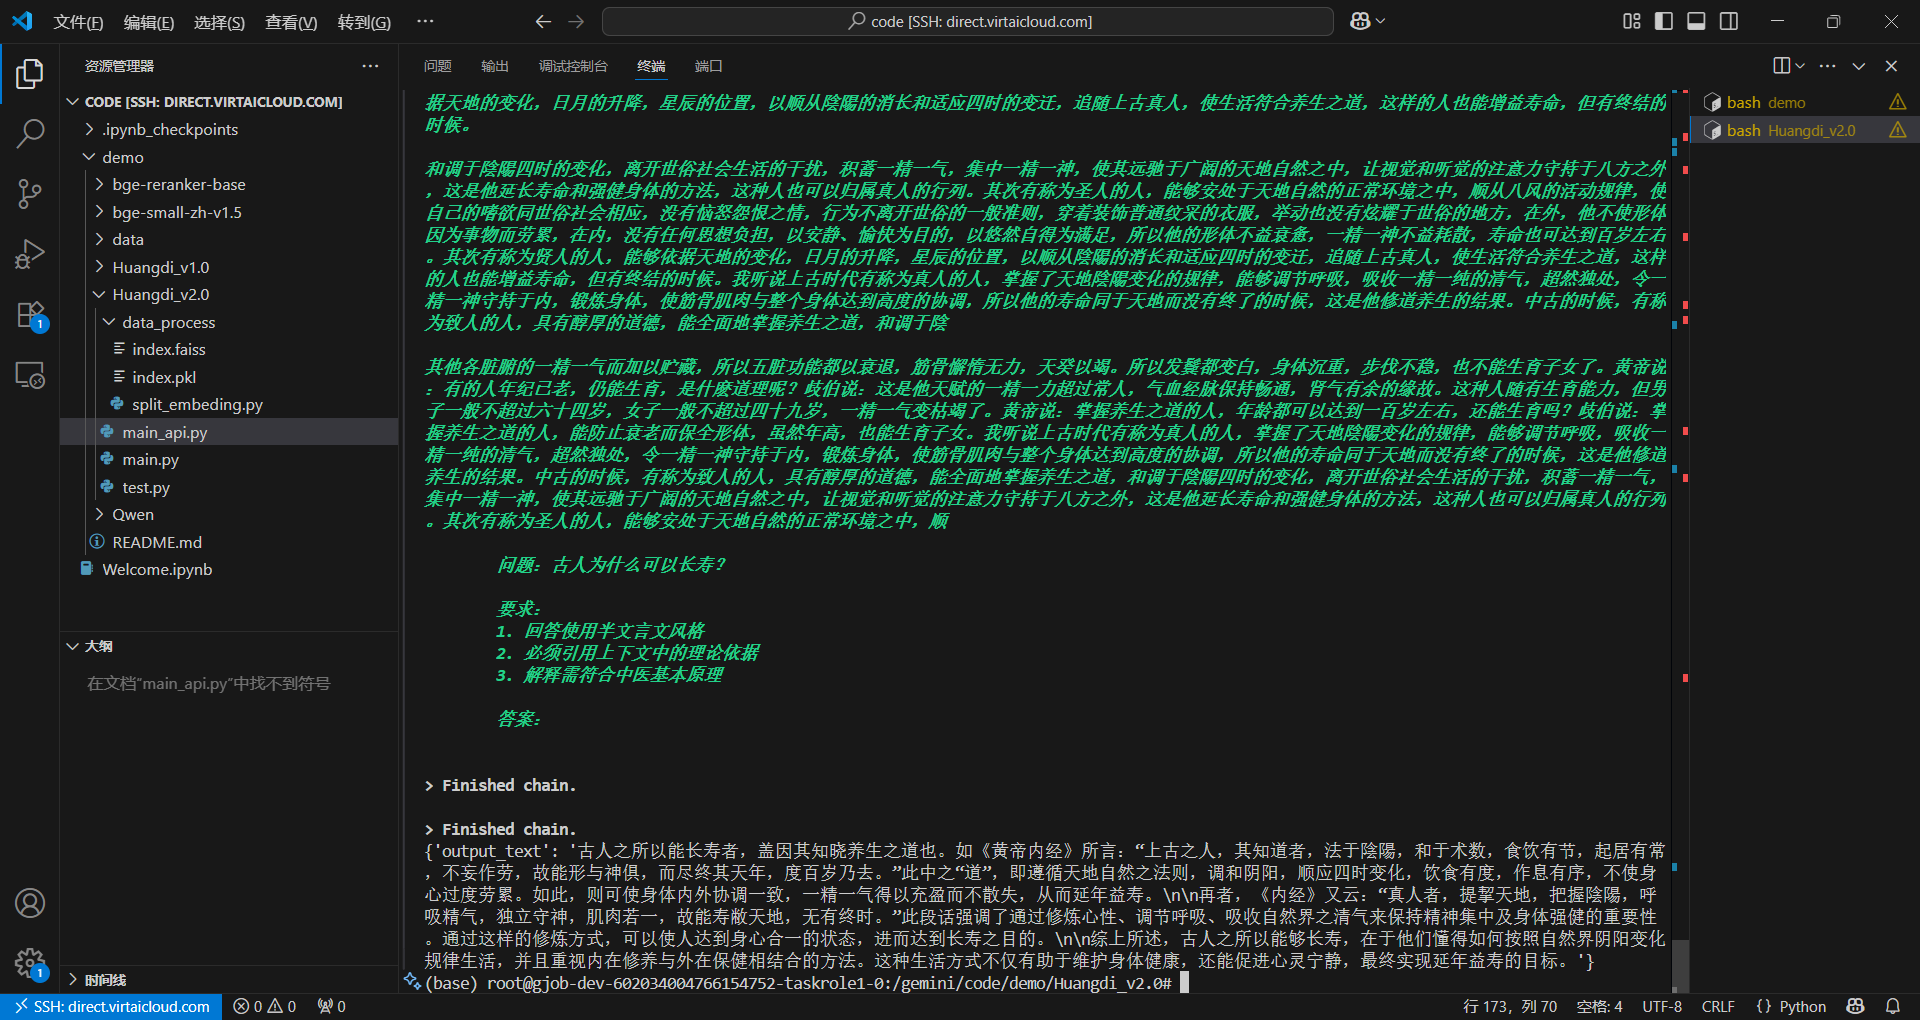 文件(F) 编辑(E) 选择(S) 查看(V) 转到(G) ··· code [SSH: direct.virtaicloud.com]
资源管理器 ···
CODE [SSH: DIRECT.VIRTAICLOUD.COM]
.ipynb_checkpoints
demo
bge-reranker-base
bge-small-zh-v1.5
data
Huangdi_v1.0
Huangdi_v2.0
data_process
index.faiss
index.pkl
split_embeding.py
main_api.py
main.py
test.py
Qwen
README.md
Welcome.ipynb
大纲
在文档"main_api.py"中找不到符号
时间线
1
1
问题 输出 调试控制台 终端 端口
据天地的变化，日月的升降，星辰的位置，以顺从陰陽的消长和适应四时的变迁，追随上古真人，使生活符合养生之道，这样的人也能增益寿命，但有终结的
时候。
和调于陰陽四时的变化，离开世俗社会生活的干扰，积蓄一精一气，集中一精一神，使其远驰于广阔的天地自然之中，让视觉和听觉的注意力守持于八方之外
，这是他延长寿命和强健身体的方法，这种人也可以归属真人的行列。其次有称为圣人的人，能够安处于天地自然的正常环境之中，顺从八风的活动规律，使
自己的嗜欲同世俗社会相应，没有恼怒怨恨之情，行为不离开世俗的一般准则，穿着装饰普通纹采的衣服，举动也没有炫耀于世俗的地方，在外，他不使形体
因为事物而劳累，在内，没有任何思想负担，以安静、愉快为目的，以悠然自得为满足，所以他的形体不益衰惫，一精一神不益耗散，寿命也可达到百岁左右
。其次有称为贤人的人，能够依据天地的变化，日月的升降，星辰的位置，以顺从陰陽的消长和适应四时的变迁，追随上古真人，使生活符合养生之道，这样
的人也能增益寿命，但有终结的时候。我听说上古时代有称为真人的人，掌握了天地陰陽变化的规律，能够调节呼吸，吸收一精一纯的清气，超然独处，令一
精一神守持于内，锻炼身体，使筋骨肌肉与整个身体达到高度的协调，所以他的寿命同于天地而没有终了的时候，这是他修道养生的结果。中古的时候，有称
为致人的人，具有醇厚的道德，能全面地掌握养生之道，和调于陰
其他各脏腑的一精一气而加以贮藏，所以五脏功能都以衰退，筋骨懈惰无力，天癸以竭。所以发鬓都变白，身体沉重，步伐不稳，也不能生育子女了。黄帝说
：有的人年纪己老，仍能生育，是什麽道理呢？歧伯说：这是他天赋的一精一力超过常人，气血经脉保持畅通，肾气有余的缘故。这种人随有生育能力，但男
子一般不超过六十四岁，女子一般不超过四十九岁，一精一气变枯竭了。黄帝说：掌握养生之道的人，年龄都可以达到一百岁左右，还能生育吗？歧伯说：掌
握养生之道的人，能防止衰老而保全形体，虽然年高，也能生育子女。我听说上古时代有称为真人的人，掌握了天地陰陽变化的规律，能够调节呼吸，吸收一
精一纯的清气，超然独处，令一精一神守持于内，锻炼身体，使筋骨肌肉与整个身体达到高度的协调，所以他的寿命同于天地而没有终了的时候，这是他修道
养生的结果。中古的时候，有称为致人的人，具有醇厚的道德，能全面地掌握养生之道，和调于陰陽四时的变化，离开世俗社会生活的干扰，积蓄一精一气，
集中一精一神，使其远驰于广阔的天地自然之中，让视觉和听觉的注意力守持于八方之外，这是他延长寿命和强健身体的方法，这种人也可以归属真人的行列
。其次有称为圣人的人，能够安处于天地自然的正常环境之中，顺
问题：古人为什么可以长寿？
要求：
1. 回答使用半文言文风格
2. 必须引用上下文中的理论依据
3. 解释需符合中医基本原理
答案：
> Finished chain.
> Finished chain.
{'output_text': '古人之所以能长寿者，盖因其知晓养生之道也。如《黄帝内经》所言：“上古之人，其知道者，法于陰陽，和于术数，食饮有节，起居有常
，不妄作劳，故能形与神俱，而尽终其天年，度百岁乃去。”此中之“道”，即遵循天地自然之法则，调和阴阳，顺应四时变化，饮食有度，作息有序，不使身
心过度劳累。如此，则可使身体内外协调一致，一精一气得以充盈而不散失，从而延年益寿。\n\n再者，《内经》又云：“真人者，提挈天地，把握陰陽，呼
吸精气，独立守神，肌肉若一，故能寿敝天地，无有终时。”此段话强调了通过修炼心性、调节呼吸、吸收自然界之清气来保持精神集中及身体强健的重要性
。通过这样的修炼方式，可以使人达到身心合一的状态，进而达到长寿之目的。\n\n综上所述，古人之所以能够长寿，在于他们懂得如何按照自然界阴阳变化
规律生活，并且重视内在修养与外在保健相结合的方法。这种生活方式不仅有助于维护身体健康，还能促进心灵宁静，最终实现延年益寿的目标。'}
(base) root@gjob-dev-602034004766154752-taskrole1-0:/gemini/code/demo/Huangdi_v2.0#
bash demo
bash Huangdi_v2.0
SSH: direct.virtaicloud.com 0 0 0 行 173，列 70 空格: 4 UTF-8 CRLF {} Python